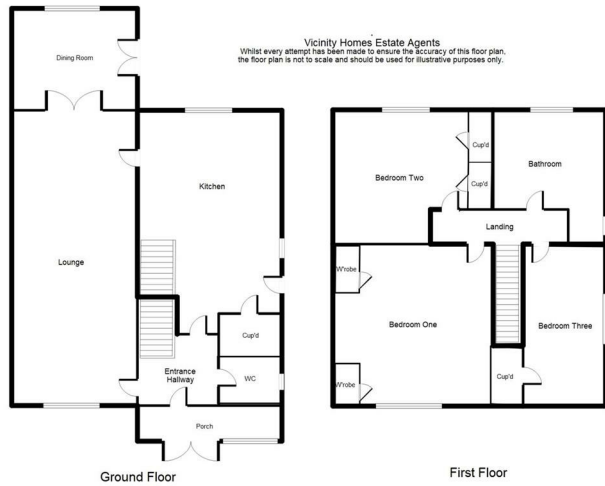 Vicinity Homes Estate Agents
Whilst every attempt has been made to ensure the accuracy of this floor plan,
the floor plan is not to scale and should be used for illustrative purposes only.
Dining Room
Kitchen
Lounge
Cup'd
Entrance
Hallway
WC
Porch
Ground Floor
Bedroom Two
Cup'd
Cup'd
Bathroom
Landing
W'robe
Bedroom One
Bedroom Three
W'robe
Cup'd
First Floor